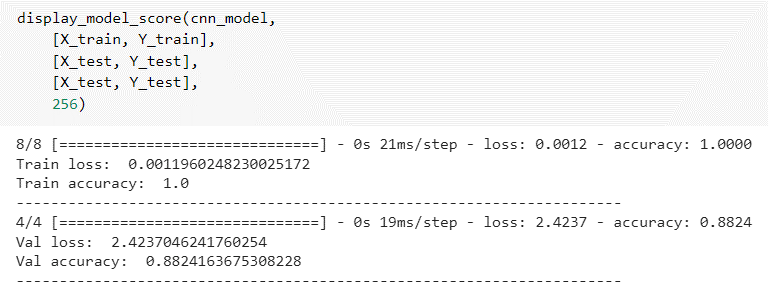 display_model_score(cnn_model,
    [X_train, Y_train],
    [X_test, Y_test],
    [X_test, Y_test],
    256)
8/8 [==============================] - 0s 21ms/step - loss: 0.0012 - accuracy: 1.0000
Train loss:  0.0011960248230025172
Train accuracy:  1.0
----------------------------------------------------------------------
4/4 [==============================] - 0s 19ms/step - loss: 2.4237 - accuracy: 0.8824
Val loss:  2.4237046241760254
Val accuracy:  0.8824163675308228
----------------------------------------------------------------------